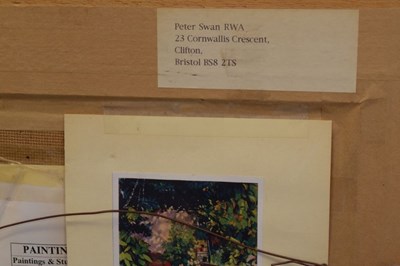 Peter Swan RWA
23 Cornwallis Crescent,
Clifton,
Bristol BS8 2TS
PAINTIN
Paintings & St